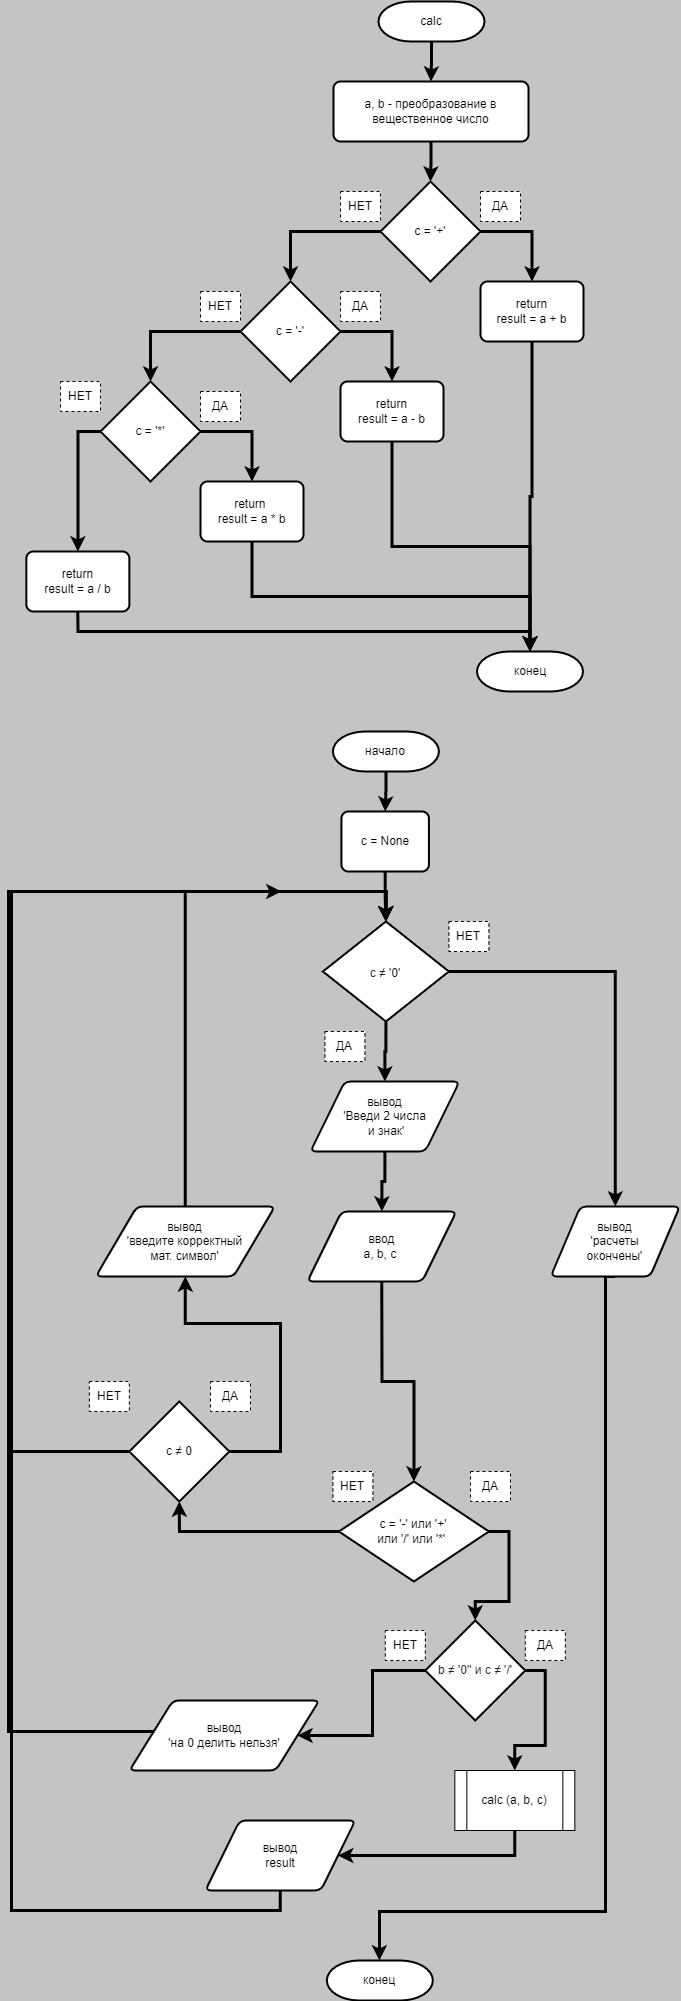 calc
a, b - преобразование в
вещественное число
НЕТ
ДА
c = '+'
НЕТ
ДА
return
result = a + b
c = '-'
НЕТ
ДА
return
result = a - b
c = '*'
return
result = a * b
return
result = a / b
конец
начало
c = None
НЕТ
c ≠ '0'
ДА
вывод
'Введи 2 числа
и знак'
вывод
'введите корректный
мат. символ'
ввод
a, b, c
вывод
'расчеты
окончены'
НЕТ
ДА
c ≠ 0
НЕТ
ДА
c = '-' или '+'
или '/' или '*'
НЕТ
ДА
b ≠ '0'' и c ≠ '/'
вывод
'на 0 делить нельзя'
calc (a, b, c)
вывод
result
конец